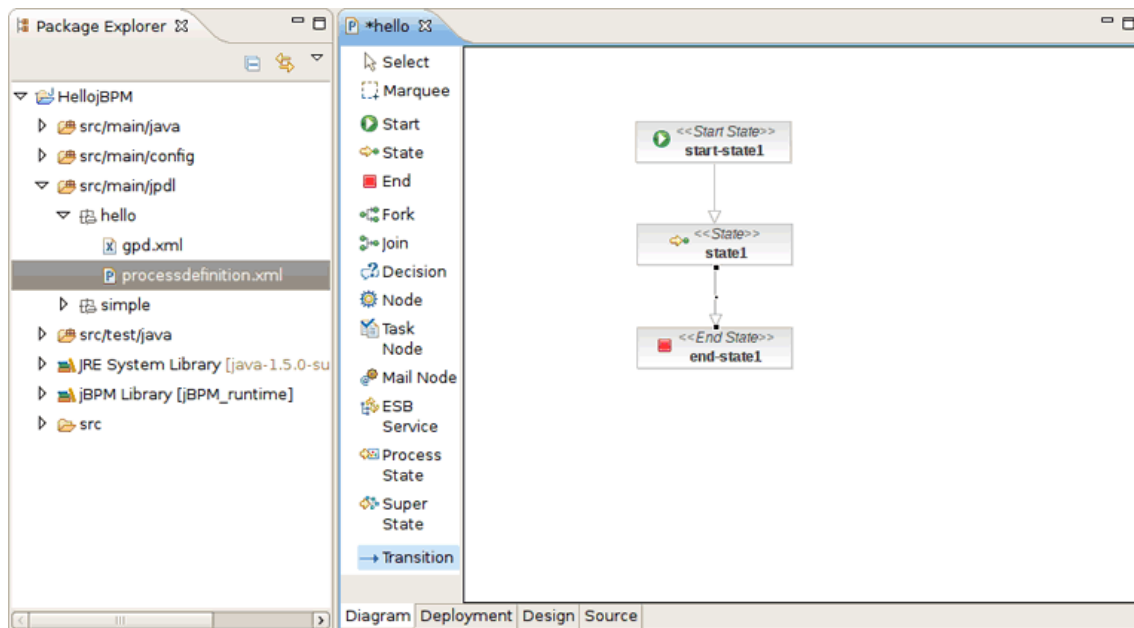 Package Explorer
HellojBPM
src/main/java
src/main/config
src/main/jpdl
hello
gpd.xml
processdefinition.xml
simple
src/test/java
JRE System Library [java-1.5.0-su
jBPM Library [jBPM_runtime]
src
*hello
Select
Marquee
Start
State
End
Fork
Join
Decision
Node
Task
Node
Mail Node
ESB
Service
Process
State
Super
State
Transition
<<Start State>>
start-state1
<<State>>
state1
<<End State>>
end-state1
Diagram Deployment Design Source